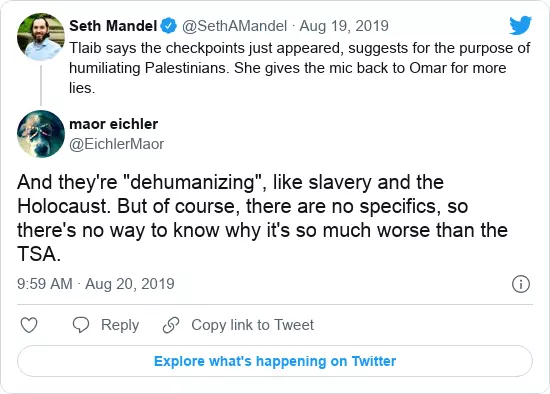 Seth Mandel @SethAMandel · Aug 19, 2019
Tlaib says the checkpoints just appeared, suggests for the purpose of
humiliating Palestinians. She gives the mic back to Omar for more
lies.
maor eichler
@EichlerMaor
And they're "dehumanizing", like slavery and the
Holocaust. But of course, there are no specifics, so
there's no way to know why it's so much worse than the
TSA.
9:59 AM · Aug 20, 2019
Reply Copy link to Tweet
Explore what's happening on Twitter